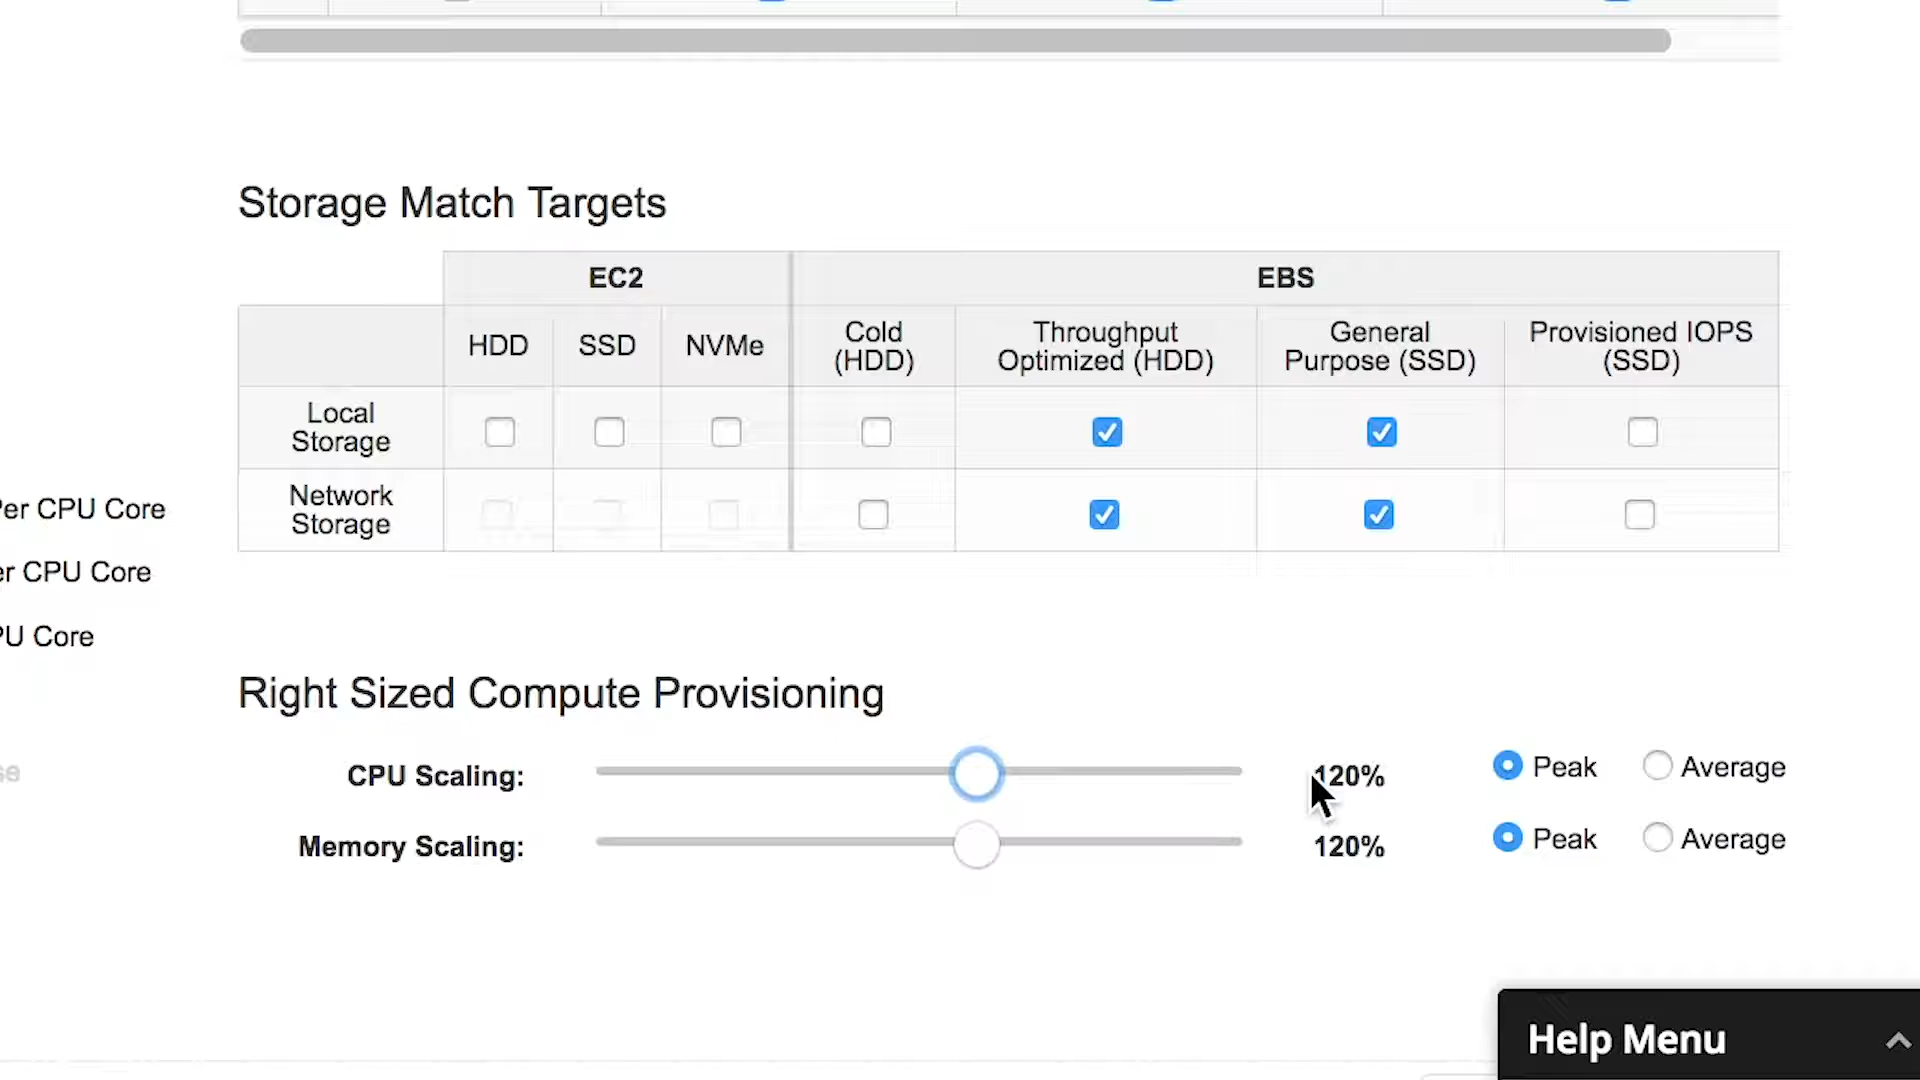 Storage Match Targets
EC2
EBS
HDD
SSD
NVMe
Cold
(HDD)
Throughput
Optimized (HDD)
General
Purpose (SSD)
Provisioned IOPS
(SSD)
Local
Storage
Network
Storage
er CPU Core
er CPU Core
U Core
Right Sized Compute Provisioning
CPU Scaling:
120%
Peak
Average
Memory Scaling:
120%
Peak
Average
Help Menu